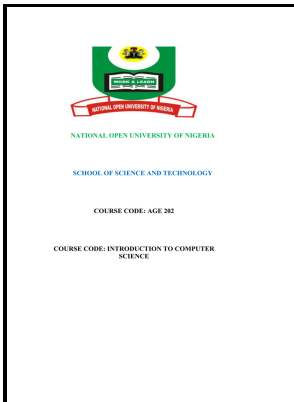 WORK & LEARN
NATIONAL OPEN UNIVERSITY OF NIGERIA
NATIONAL OPEN UNIVERSITY OF NIGERIA
SCHOOL OF SCIENCE AND TECHNOLOGY
COURSE CODE: AGE 202
COURSE CODE: INTRODUCTION TO COMPUTER
SCIENCE